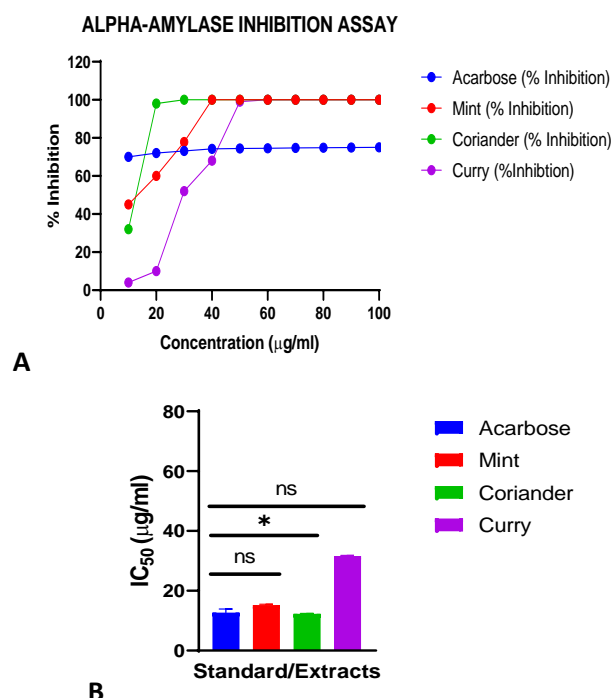 ALPHA-AMYLASE INHIBITION ASSAY
120
100
80
60
40
20
0
% Inhibition
0
20
40
60
80
100
Concentration (μg/ml)
Acarbose (% Inhibition)
Mint (% Inhibition)
Coriander (% Inhibition)
Curry (%Inhibtion)
A
80
60
40
20
0
IC50 (μg/ml)
ns
*
ns
Standard/Extracts
Acarbose
Mint
Coriander
Curry
B